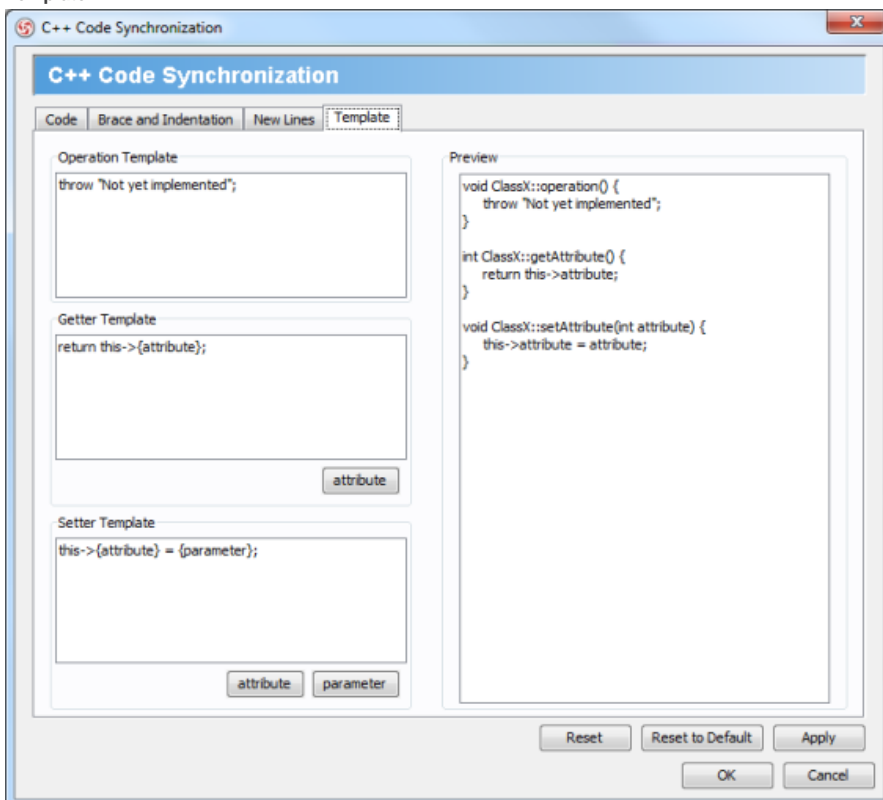 C++ Code Synchronization
C++ Code Synchronization
Code Brace and Indentation New Lines Template
Operation Template
throw "Not yet implemented";
Getter Template
return this->{attribute};
attribute
Setter Template
this->{attribute} = {parameter};
attribute parameter
Preview
void ClassX::operation() {
throw "Not yet implemented";
}
int ClassX::getAttribute() {
return this->attribute;
}
void ClassX::setAttribute(int attribute) {
this->attribute = attribute;
}
Reset Reset to Default Apply
OK Cancel